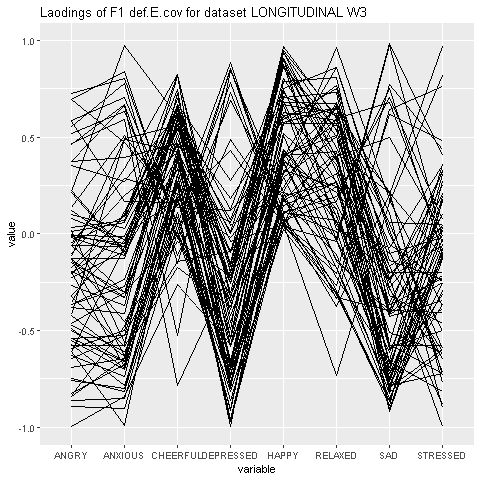 Laodings of F1 def.E.cov for dataset LONGITUDINAL W3
1.0
0.5
0.0
-0.5
-1.0
value
ANGRY ANXIOUS CHEERFULDEPRESSED HAPPY RELAXED SAD STRESSED
variable